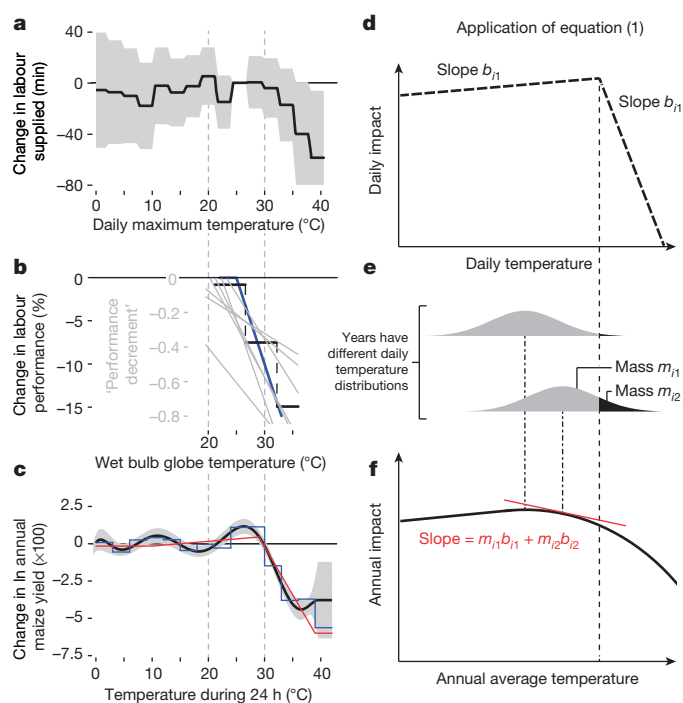 a
Change in labour
supplied (min)
40
0
−40
−80
0
10
20
30
40
Daily maximum temperature (°C)
b
Change in labour
performance (%)
0
−5
−10
−15
'Performance
decrement'
0
−0.2
−0.4
−0.6
−0.8
20
30
Wet bulb globe temperature (°C)
c
Change in ln annual
maize yield (×100)
2.5
0
−2.5
−5
−7.5
0
10
20
30
40
Temperature during 24 h (°C)
d
Application of equation (1)
Slope b_i1
Slope b_i1
Daily impact
Daily temperature
e
Years have
different daily
temperature
distributions
Mass m_i1
Mass m_i2
f
Annual impact
Slope = m_i1b_i1 + m_i2b_i2
Annual average temperature